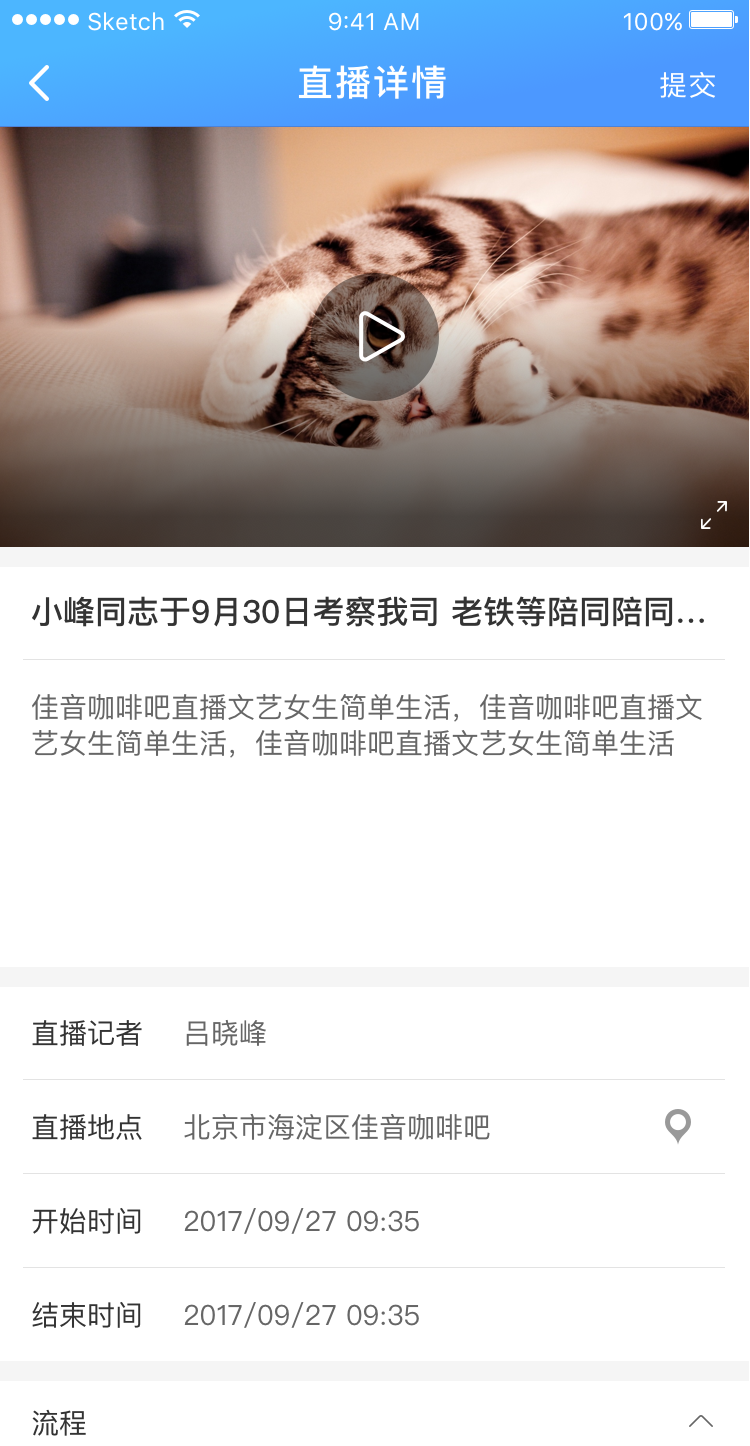 Sketch 9:41 AM 100%
直播详情 提交
小峰同志于9月30日考察我司 老铁等陪同陪同...
佳音咖啡吧直播文艺女生简单生活，佳音咖啡吧直播文
艺女生简单生活，佳音咖啡吧直播文艺女生简单生活
直播记者 吕晓峰
直播地点 北京市海淀区佳音咖啡吧
开始时间 2017/09/27 09:35
结束时间 2017/09/27 09:35
流程